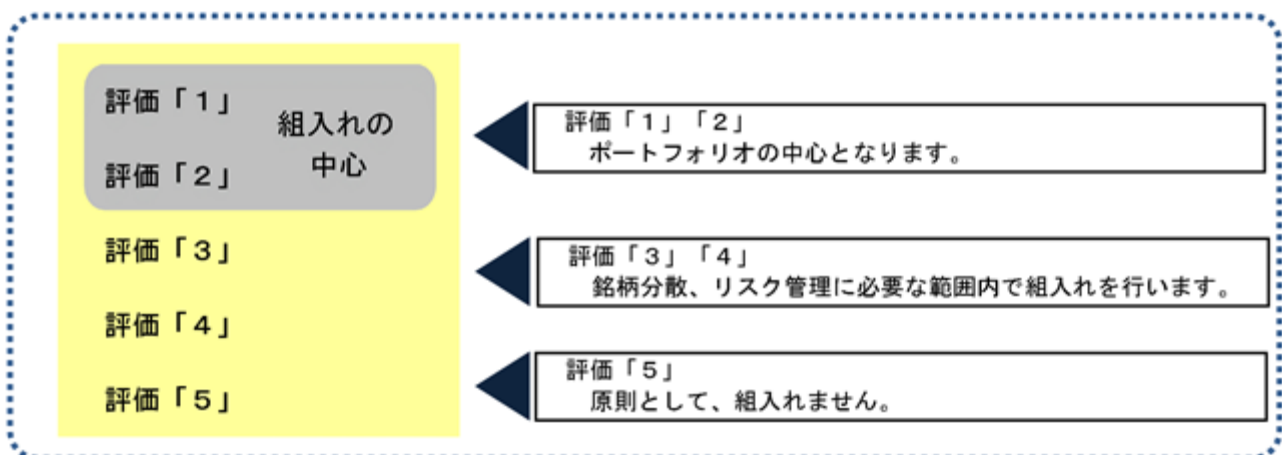 評価「１」
評価「２」
組入れの
中心
評価「３」
評価「４」
評価「５」
評価「１」「２」
ポートフォリオの中心となります。
評価「３」「４」
銘柄分散、リスク管理に必要な範囲内で組入れを行います。
評価「５」
原則として、組入れません。